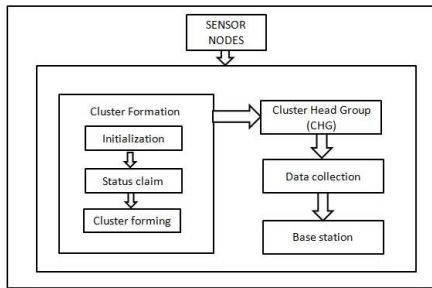 SENSOR
NODES
Cluster Formation
Initialization
Status claim
Cluster forming
Cluster Head Group
(CHG)
Data collection
Base station